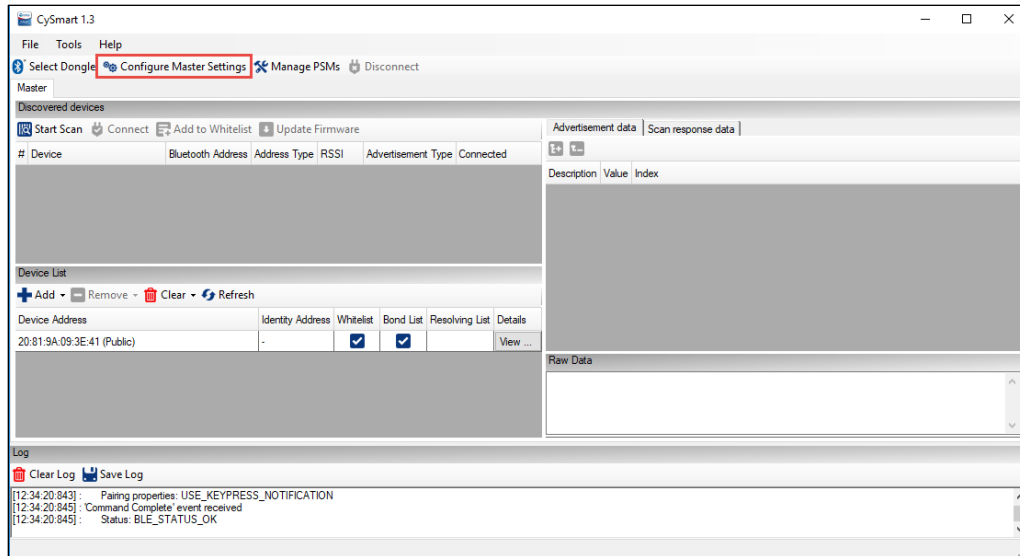 CySmart 1.3
File Tools Help
Select Dongle Configure Master Settings Manage PSMs Disconnect
Master
Discovered devices
Start Scan Connect Add to Whitelist Update Firmware
# Device Bluetooth Address Address Type RSSI Advertisement Type Connected
Advertisement data Scan response data
Description Value Index
Device List
Add Remove Clear Refresh
Device Address Identity Address Whitelist Bond List Resolving List Details
20:81:9A:09:3E:41 (Public) - View ...
Raw Data
Log
Clear Log Save Log
[12:34:20:843] : Pairing properties: USE_KEYPRESS_NOTIFICATION
[12:34:20:845] : 'Command Complete' event received
[12:34:20:845] : Status: BLE_STATUS_OK